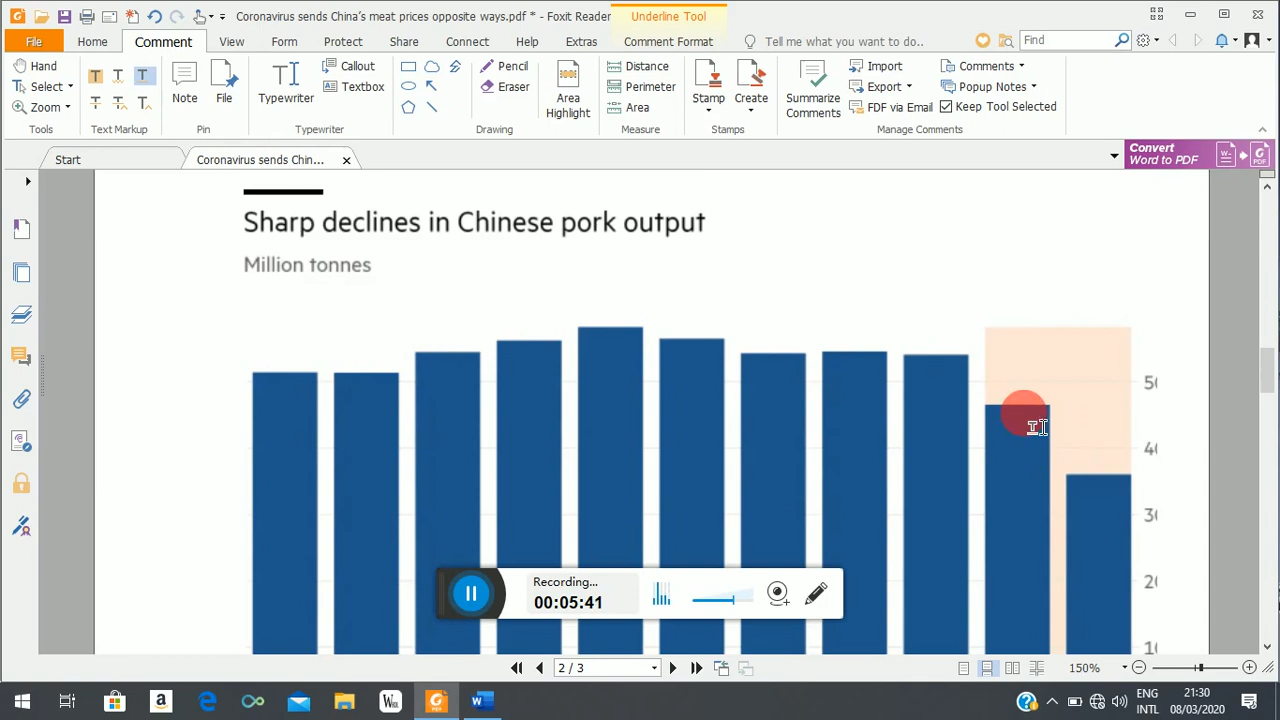 Coronavirus sends China's meat prices opposite ways.pdf * - Foxit Reader
Underline Tool
File
Home
Comment
View
Form
Protect
Share
Connect
Help
Extras
Comment Format
Tell me what you want to do..
Find
Hand
Select
Zoom
Tools
Text Markup
Note
File
Pin
Typewriter
Callout
Textbox
Typewriter
Pencil
Eraser
Drawing
Area
Highlight
Distance
Perimeter
Area
Measure
Stamp
Create
Stamps
Summarize
Comments
Import
Export
FDF via Email
Comments
Popup Notes
Keep Tool Selected
Manage Comments
Start
Coronavirus sends Chin...
Convert
Word to PDF
Sharp declines in Chinese pork output
Million tonnes
Recording...
00:05:41
2 / 3
150%
ENG
INTL
21:30
08/03/2020